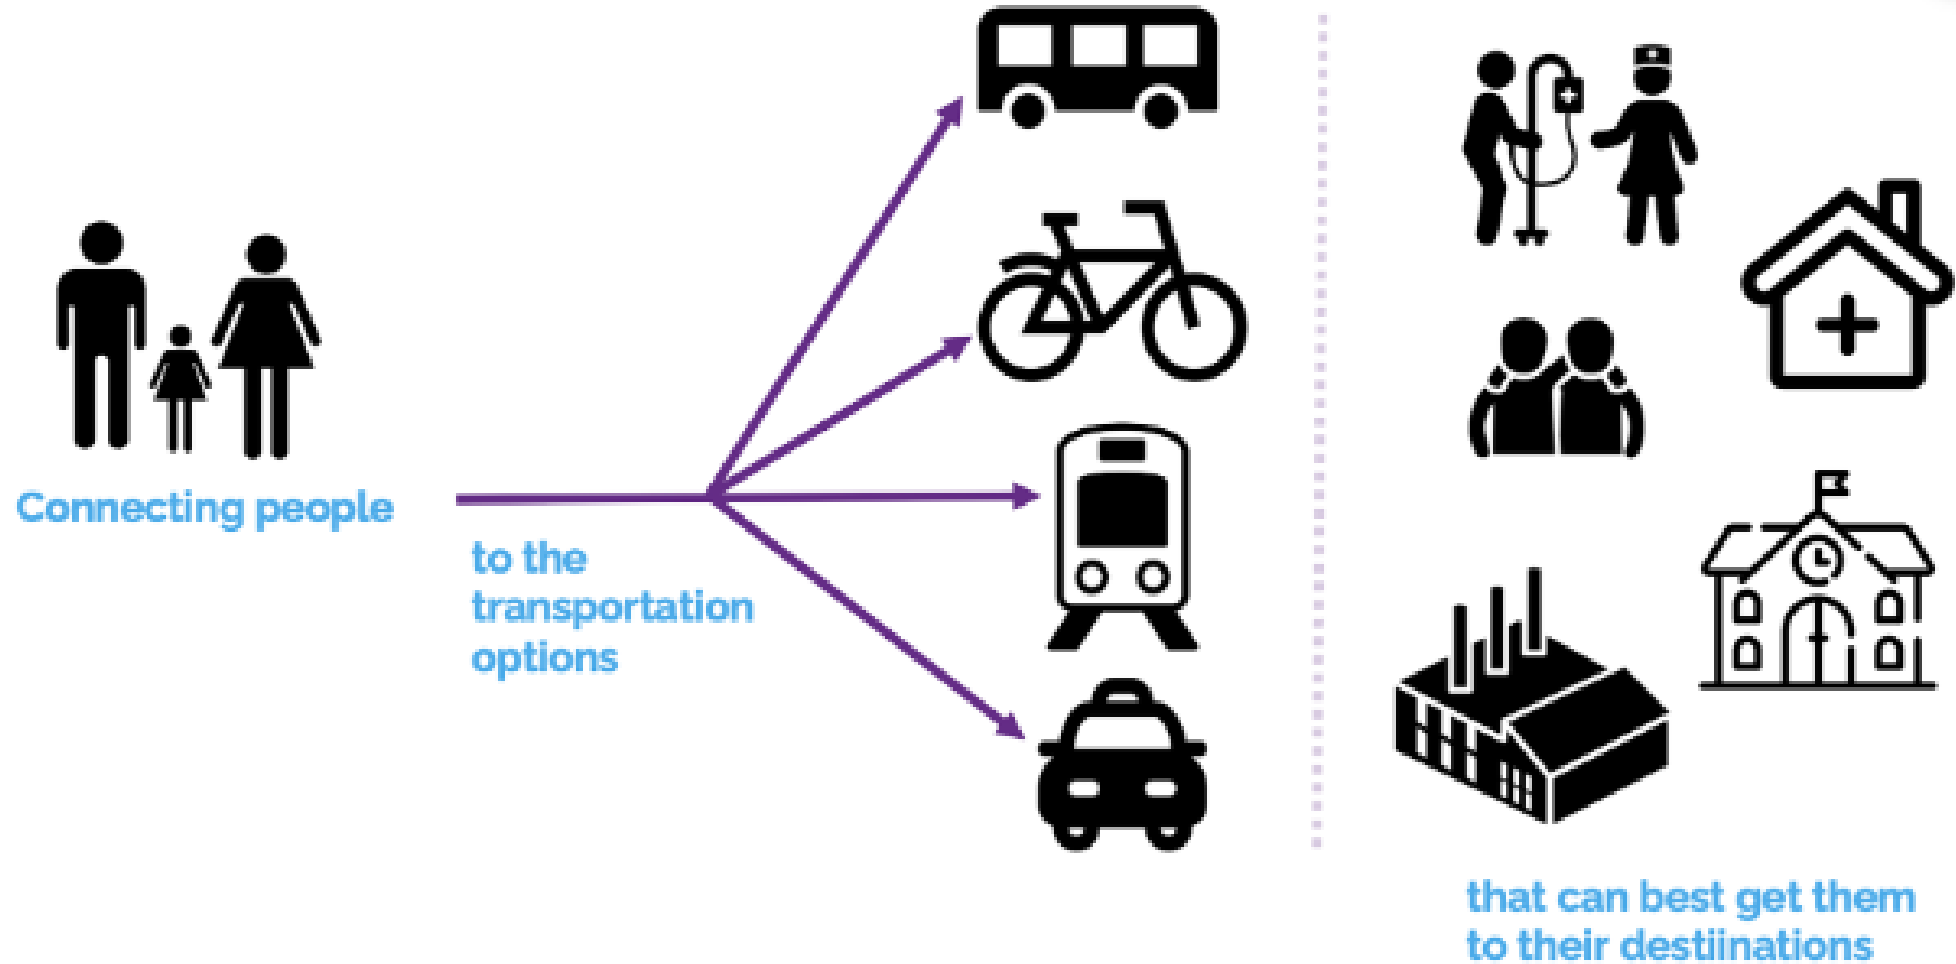 Connecting people
to the
transportation
options
that can best get them
to their destiinations